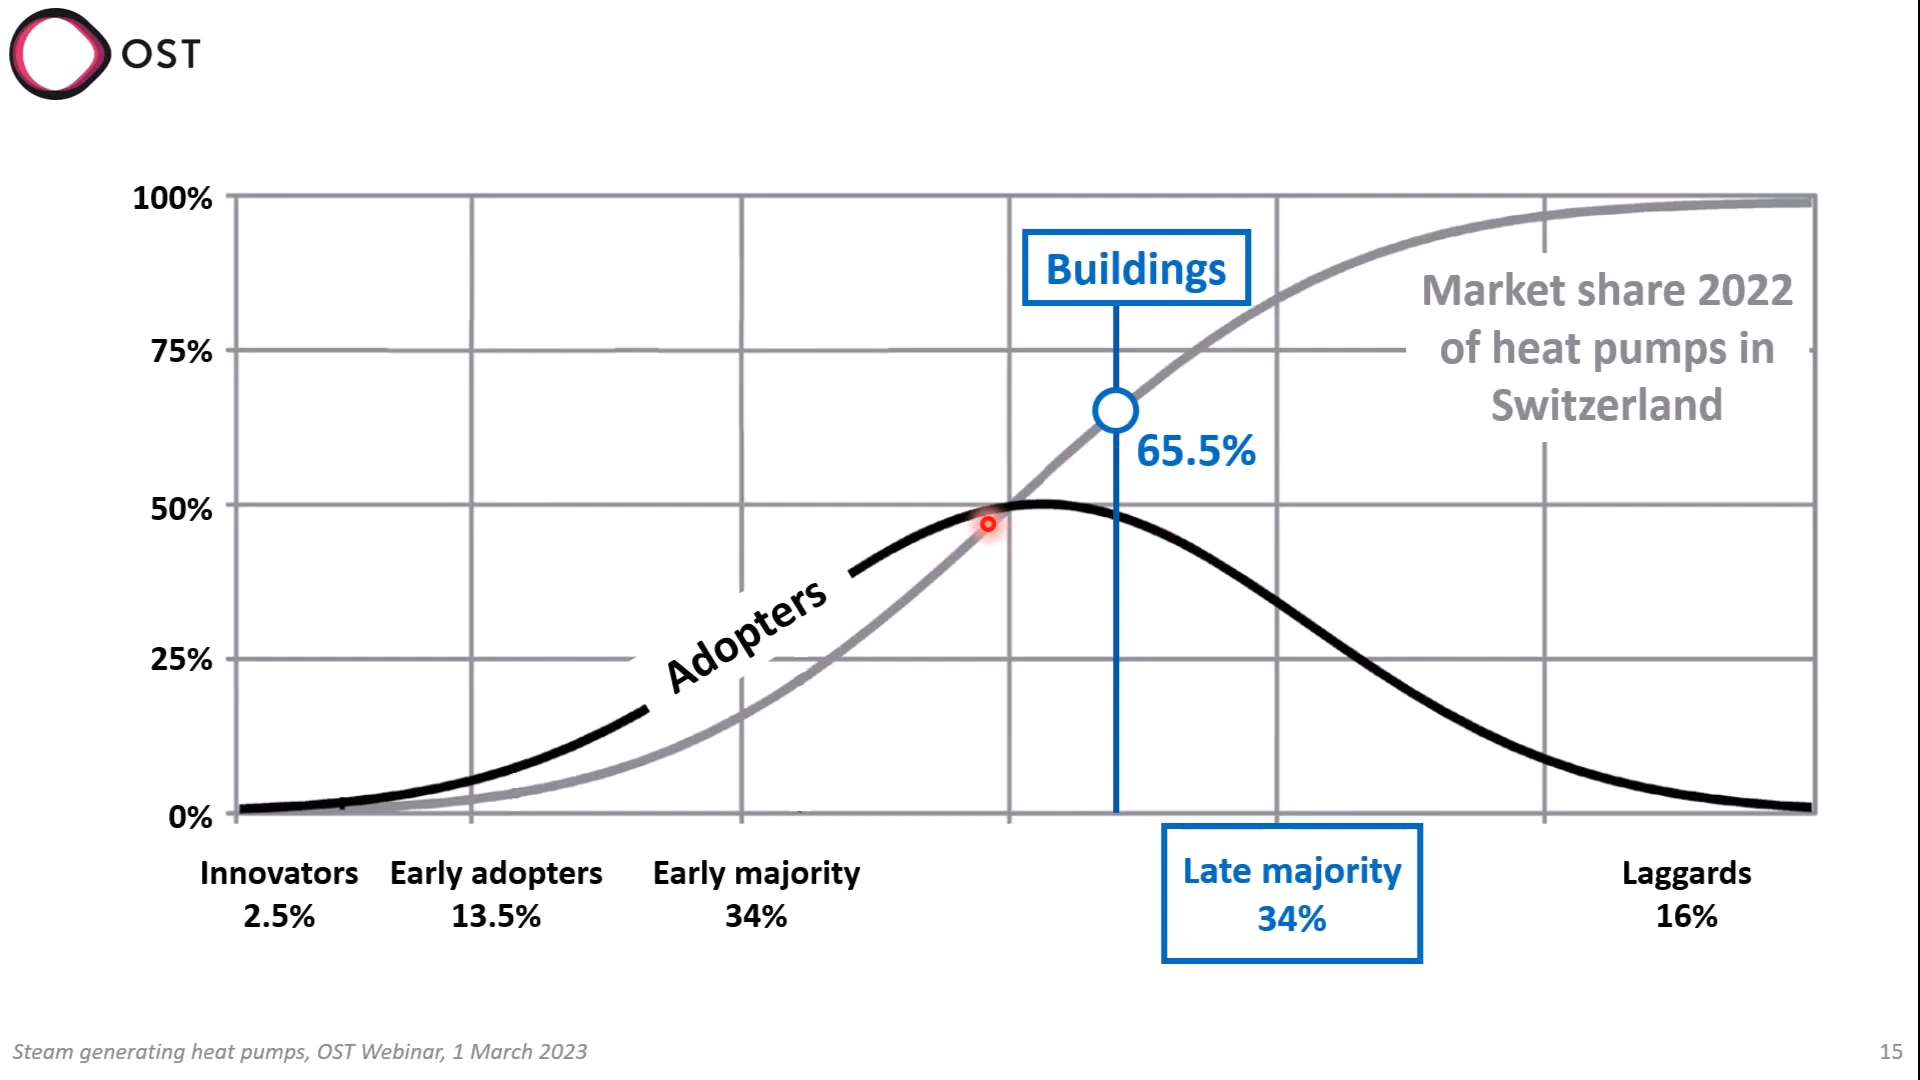 OST
100%
75%
50%
25%
0%
Buildings
65.5%
Market share 2022
of heat pumps in
Switzerland
Adopters
Innovators
2.5%
Early adopters
13.5%
Early majority
34%
Late majority
34%
Laggards
16%
Steam generating heat pumps, OST Webinar, 1 March 2023
15